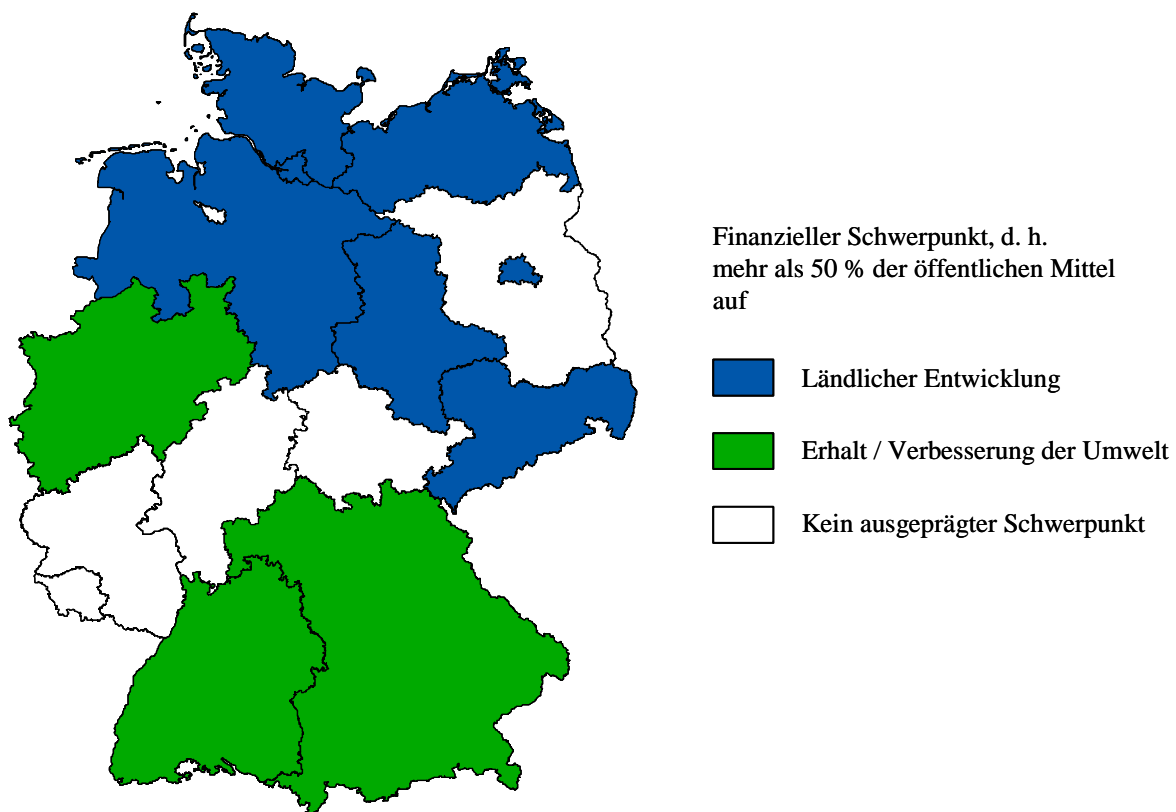 Finanzieller Schwerpunkt, d. h.
mehr als 50 % der öffentlichen Mittel
auf
Ländlicher Entwicklung
Erhalt / Verbesserung der Umwelt
Kein ausgeprägter Schwerpunkt